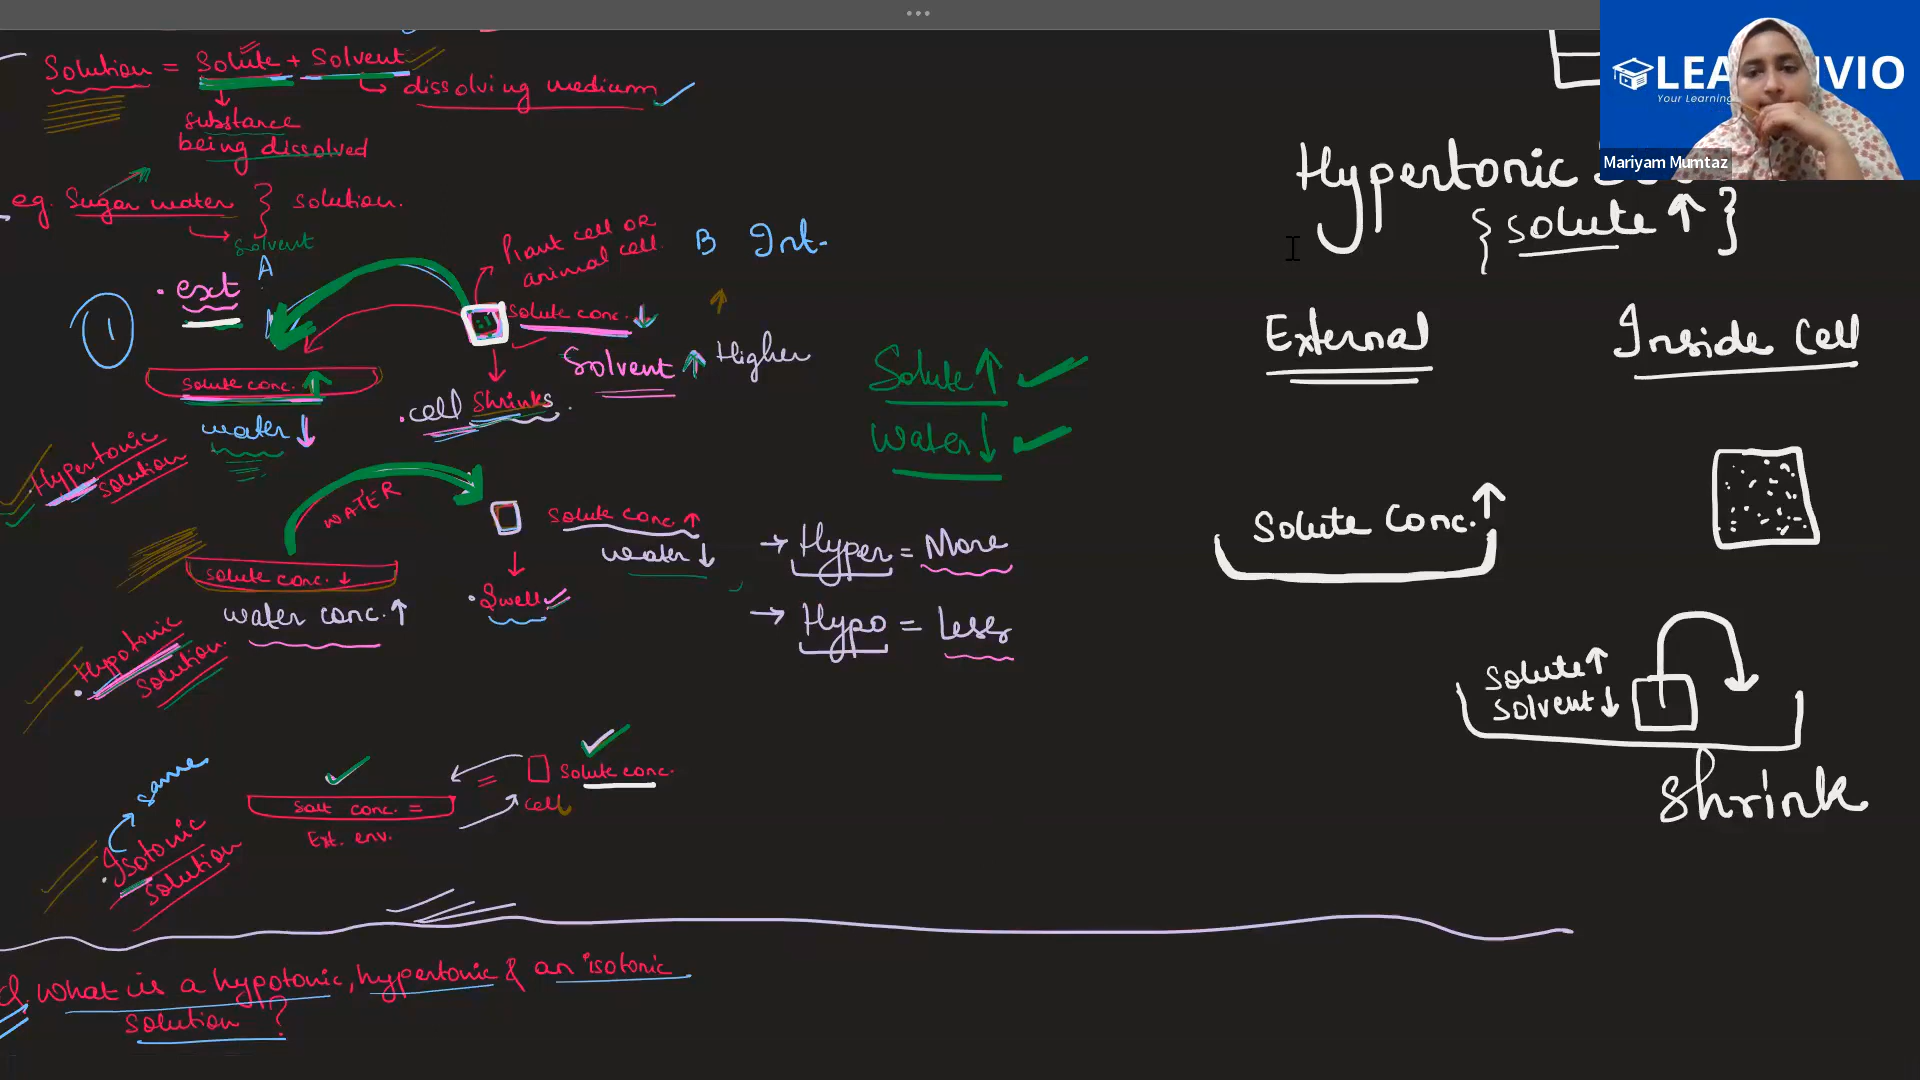 Solution = Solute + Solvent
dissolving medium
substance
being dissolved
eg. Sugar water } solution.
solvent
A
ext
1
Plant cell OR
animal cell.
B Int.
solute conc. ↓
Solvent ↑ Higher
solute conc. ↑
water ↓
.cell Shrinks.
Hypertonic
solution
Solute ↑
Water ↓
WATER
Solute conc. ↑
water ↓
solute conc. ↓
water conc. ↑
Swell
Hypotonic
solution.
→ Hyper = More
→ Hypo = Less
same
Isotonic
solution
salt conc. =
Ext. env.
=
solute conc.
cell
Q. What is a hypotonic, hypertonic & an isotonic
solution ?
Hypertonic
{ solute ↑ }
External
Inside Cell
Solute Conc. ↑
Solute ↑
Solvent ↓
Shrink
LEA VIO
Your Learning
Mariyam Mumtaz